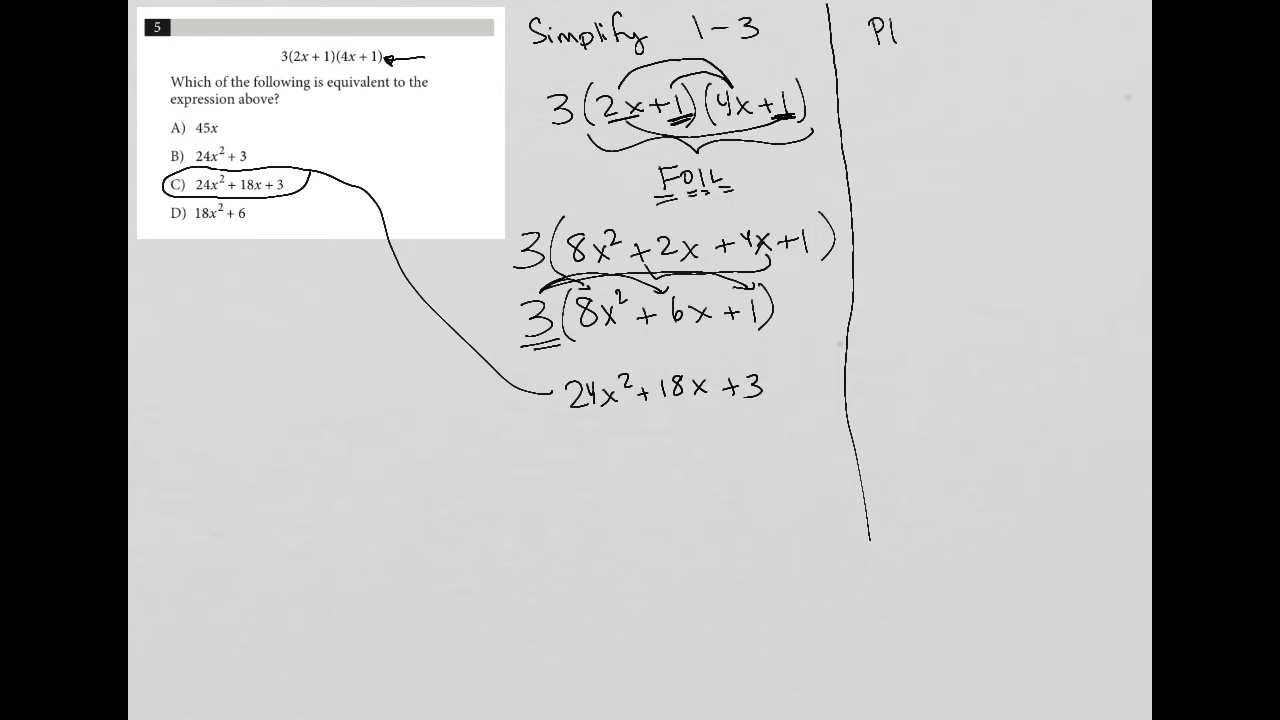 5
3(2x + 1)(4x + 1)
Which of the following is equivalent to the
expression above?
A) 45x
B) 24x² + 3
C) 24x² + 18x + 3
D) 18x² + 6
Simplify 1 - 3
3(2x+1)(4x+1)
FOIL
3(8x² + 2x + 4x + 1)
3(8x² + 6x + 1)
24x² + 18x + 3
PI